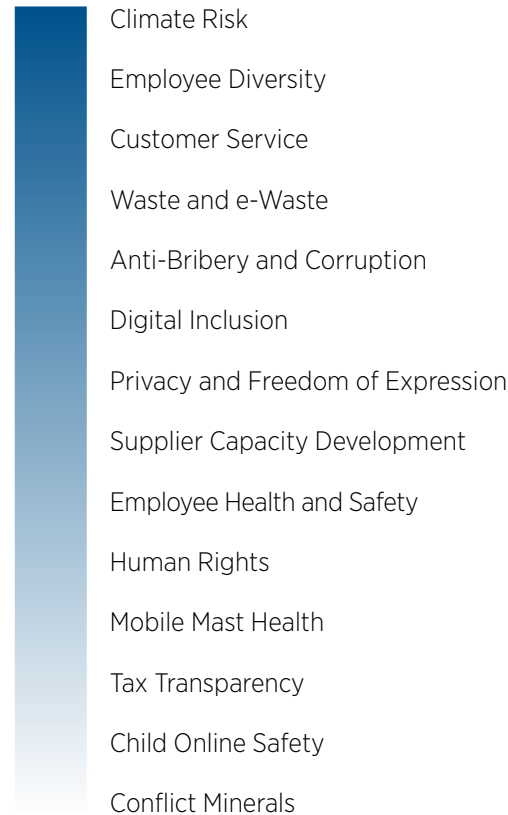 Climate Risk
Employee Diversity
Customer Service
Waste and e-Waste
Anti-Bribery and Corruption
Digital Inclusion
Privacy and Freedom of Expression
Supplier Capacity Development
Employee Health and Safety
Human Rights
Mobile Mast Health
Tax Transparency
Child Online Safety
Conflict Minerals